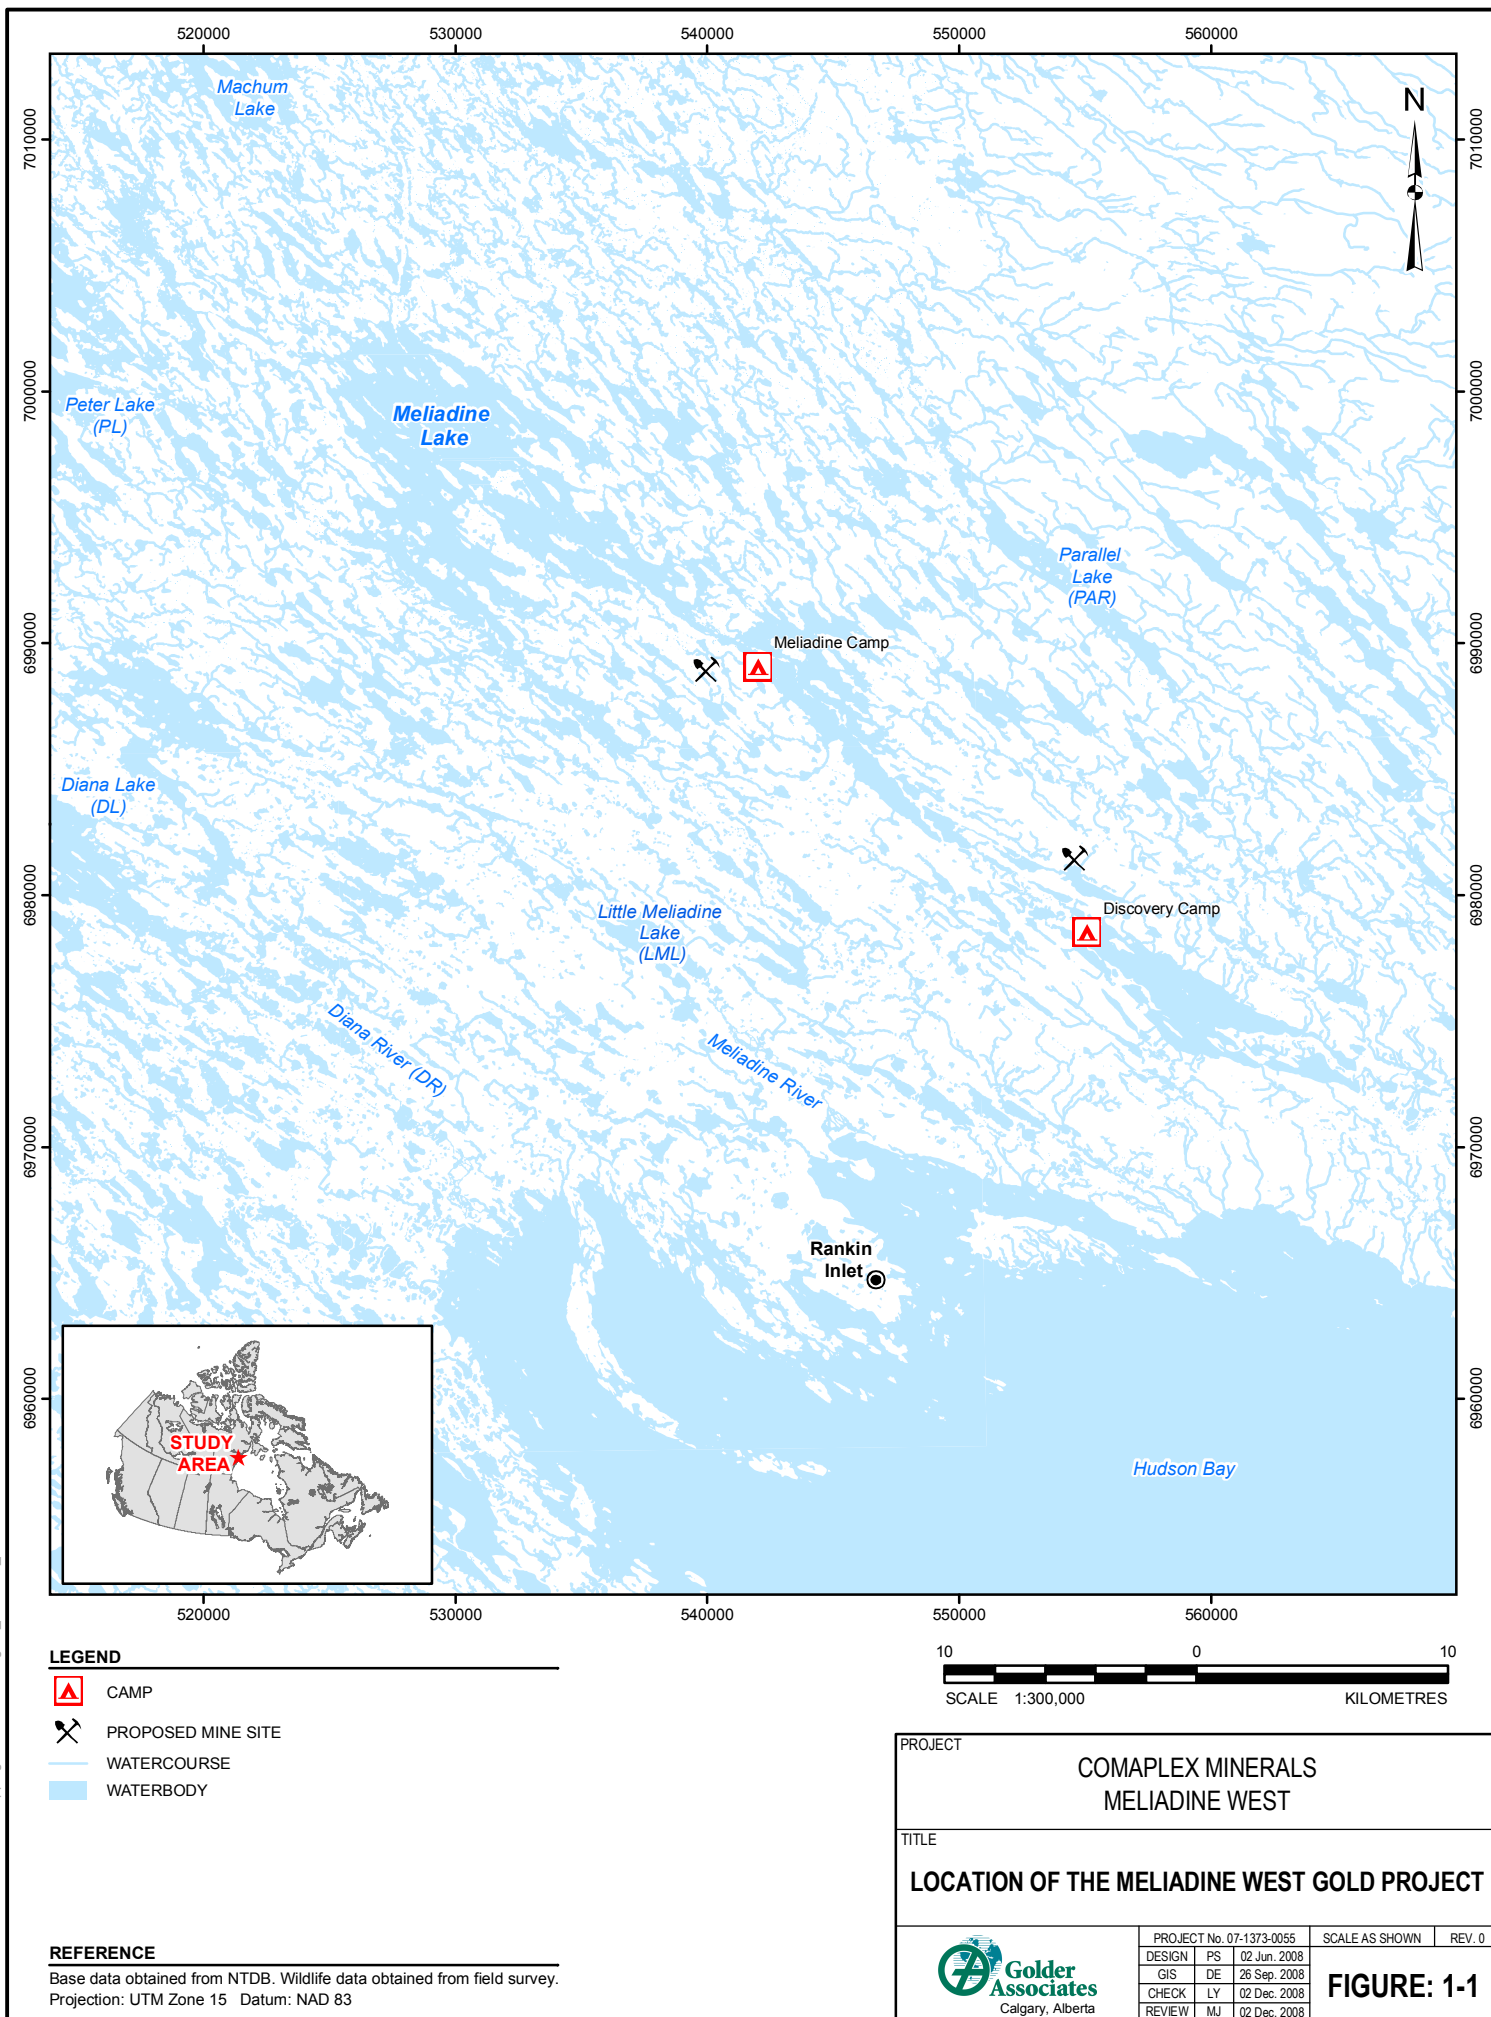 520000
530000
540000
550000
560000
Machum
Lake
N
7010000
7010000
7000000
7000000
Peter Lake
(PL)
Meliadine
Lake
Parallel
Lake
(PAR)
6990000
6990000
Meliadine Camp
Diana Lake
(DL)
6980000
6980000
Little Meliadine
Lake
(LML)
Discovery Camp
Diana River (DR)
Meliadine River
6970000
6970000
Rankin
Inlet
6960000
6960000
STUDY
AREA
Hudson Bay
520000
530000
540000
550000
560000
LEGEND
CAMP
PROPOSED MINE SITE
WATERCOURSE
WATERBODY
10 0 10
SCALE 1:300,000 KILOMETRES
PROJECT
COMAPLEX MINERALS
MELIADINE WEST
TITLE
LOCATION OF THE MELIADINE WEST GOLD PROJECT
REFERENCE
Base data obtained from NTDB. Wildlife data obtained from field survey.
Projection: UTM Zone 15 Datum: NAD 83
Golder
Associates
Calgary, Alberta
PROJECT No. 07-1373-0055 SCALE AS SHOWN REV. 0
DESIGN PS 02 Jun. 2008
GIS DE 26 Sep. 2008
CHECK LY 02 Dec. 2008
REVIEW MJ 02 Dec. 2008
FIGURE: 1-1